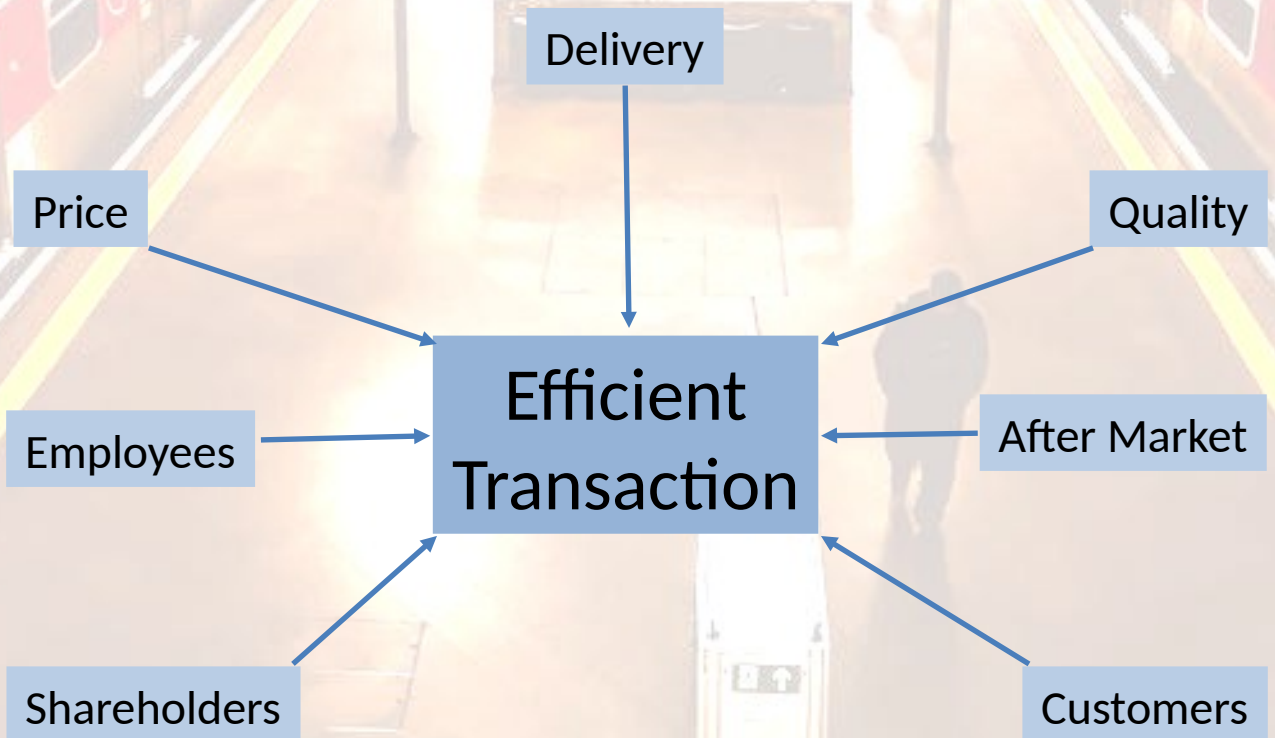 Delivery
Price
Quality
Efficient
Transaction
Employees
After Market
Shareholders
Customers